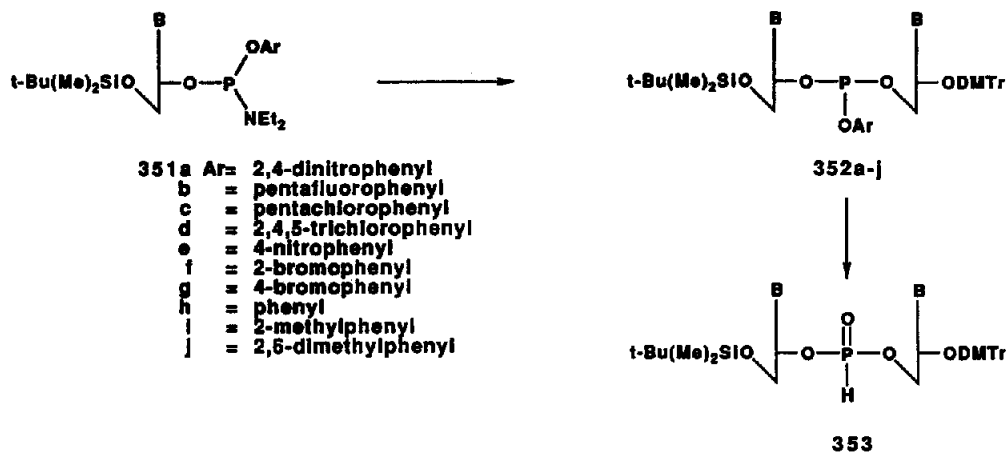 B
OAr
t-Bu(Me)₂SiO
O
P
NEt₂
B
B
t-Bu(Me)₂SiO
O
P
O
ODMTr
OAr
351a Ar= 2,4-dinitrophenyl
b = pentafluorophenyl
c = pentachlorophenyl
d = 2,4,5-trichlorophenyl
e = 4-nitrophenyl
f = 2-bromophenyl
g = 4-bromophenyl
h = phenyl
i = 2-methylphenyl
j = 2,6-dimethylphenyl
352a-j
B
B
O
t-Bu(Me)₂SiO
O
P
O
ODMTr
H
353